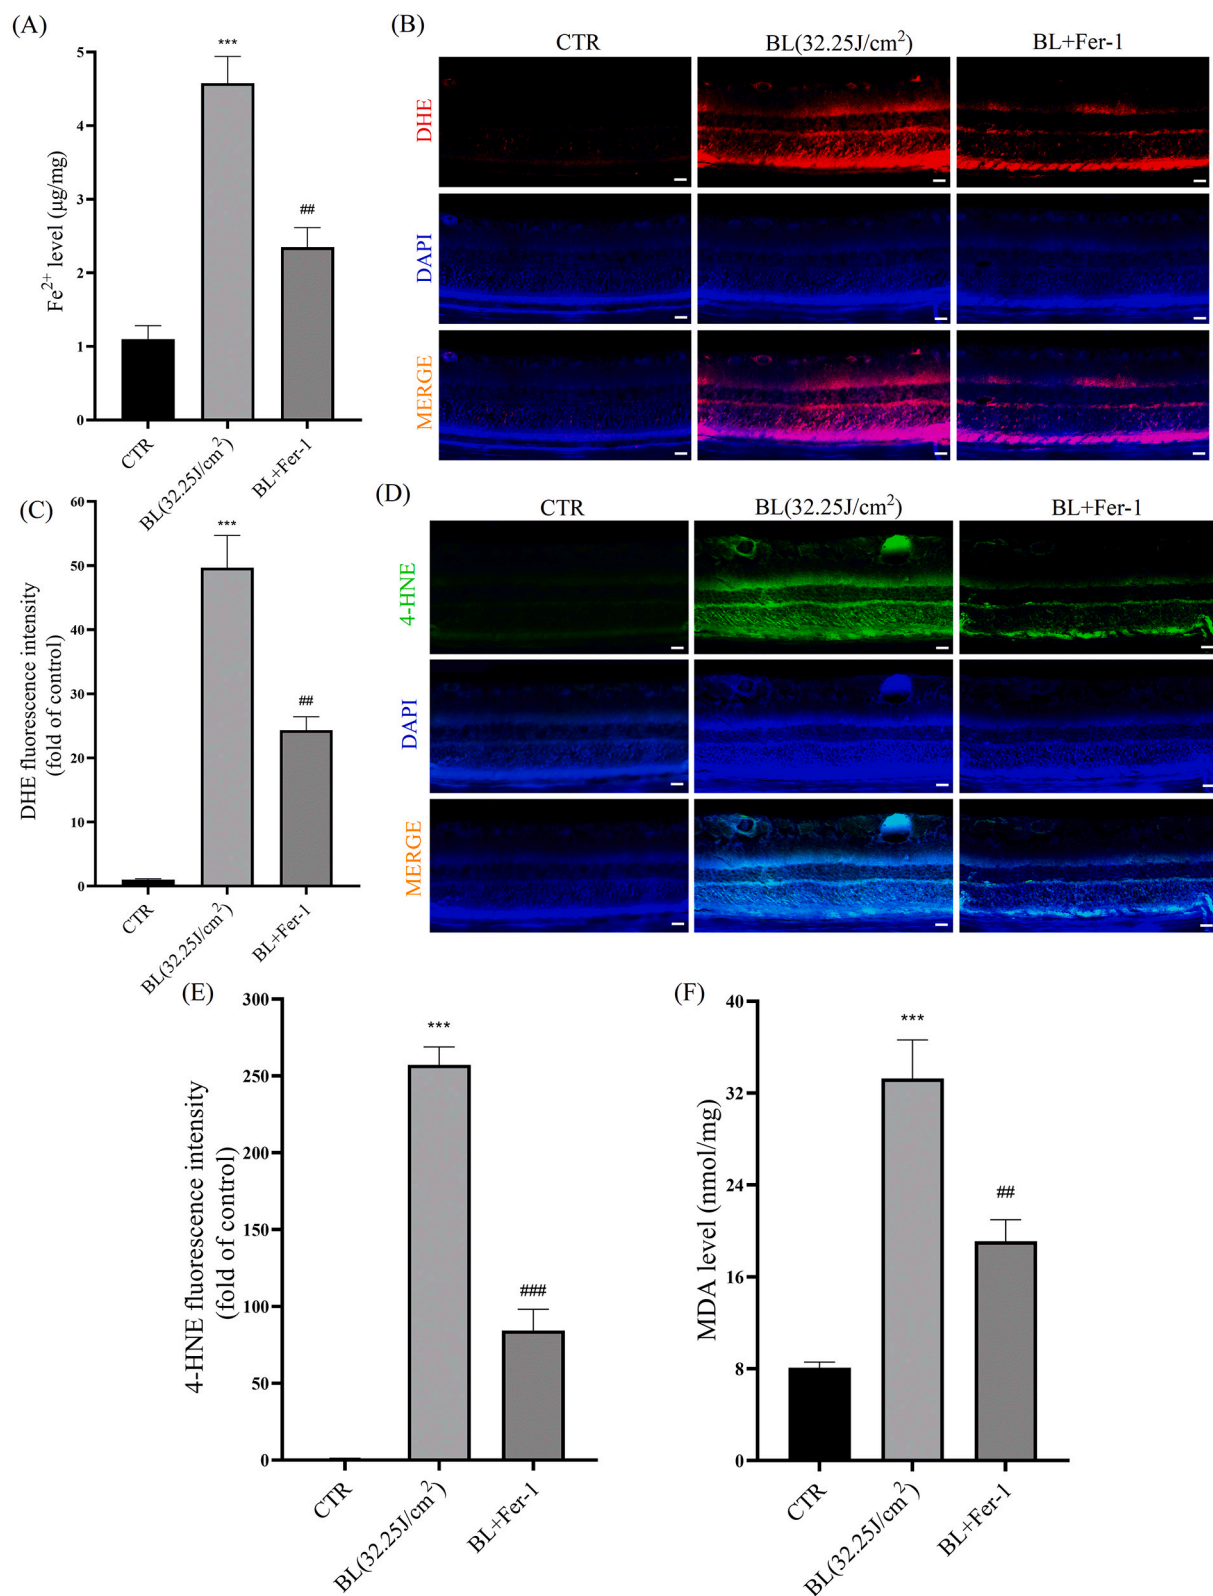 (A)
Fe²⁺ level (μg/mg)
5
4
3
2
1
0
***
##
CTR
BL(32.25J/cm²)
BL+Fer-1
(B)
CTR
BL(32.25J/cm²)
BL+Fer-1
DHE
DAPI
MERGE
(C)
DHE fluorescence intensity
(fold of control)
60
50
40
30
20
10
0
***
##
CTR
BL(32.25J/cm²)
BL+Fer-1
(D)
CTR
BL(32.25J/cm²)
BL+Fer-1
4-HNE
DAPI
MERGE
(E)
4-HNE fluorescence intensity
(fold of control)
300
250
200
150
100
50
0
***
###
CTR
BL(32.25J/cm²)
BL+Fer-1
(F)
MDA level (nmol/mg)
40
32
24
16
8
0
***
##
CTR
BL(32.25J/cm²)
BL+Fer-1